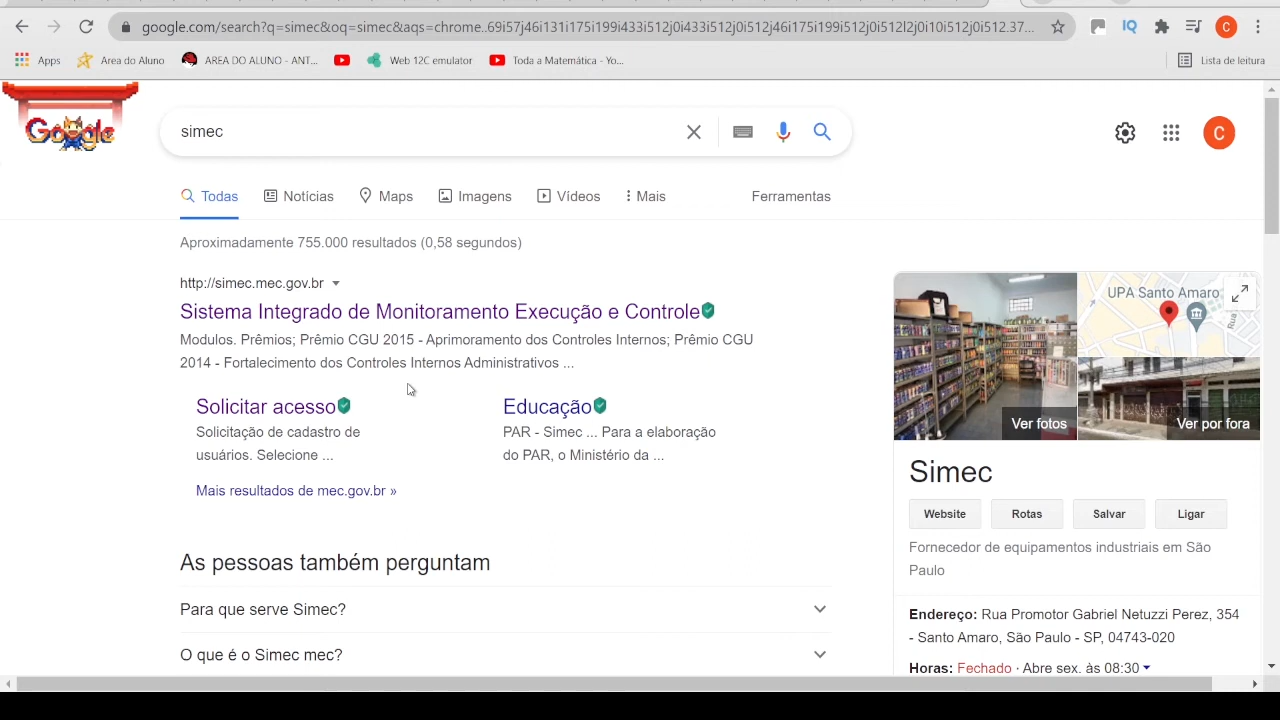 google.com/search?q=simec&oq=simec&aqs=chrome..69i57j46i131i175i199i433i512j0i433i512j0i512j46i175i199i512j0i512l2j0i10i512j0i512.37...
C
Apps
Area do Aluno
AREA DO ALUNO - ANT...
Web 12C emulator
Toda a Matemática - Yo...
Lista de leitura
Google
simec
C
Todas
Notícias
Maps
Imagens
Vídeos
Mais
Ferramentas
Aproximadamente 755.000 resultados (0,58 segundos)
http://simec.mec.gov.br
Sistema Integrado de Monitoramento Execução e Controle
Modulos. Prêmios; Prêmio CGU 2015 - Aprimoramento dos Controles Internos; Prêmio CGU
2014 - Fortalecimento dos Controles Internos Administrativos ...
Solicitar acesso
Solicitação de cadastro de
usuários. Selecione ...
Educação
PAR - Simec ... Para a elaboração
do PAR, o Ministério da ...
Mais resultados de mec.gov.br »
As pessoas também perguntam
Para que serve Simec?
O que é o Simec mec?
UPA Santo Amaro
Rua
Ver fotos
Ver por fora
Simec
Website
Rotas
Salvar
Ligar
Fornecedor de equipamentos industriais em São
Paulo
Endereço: Rua Promotor Gabriel Netuzzi Perez, 354
- Santo Amaro, São Paulo - SP, 04743-020
Horas: Fechado · Abre sex. às 08:30